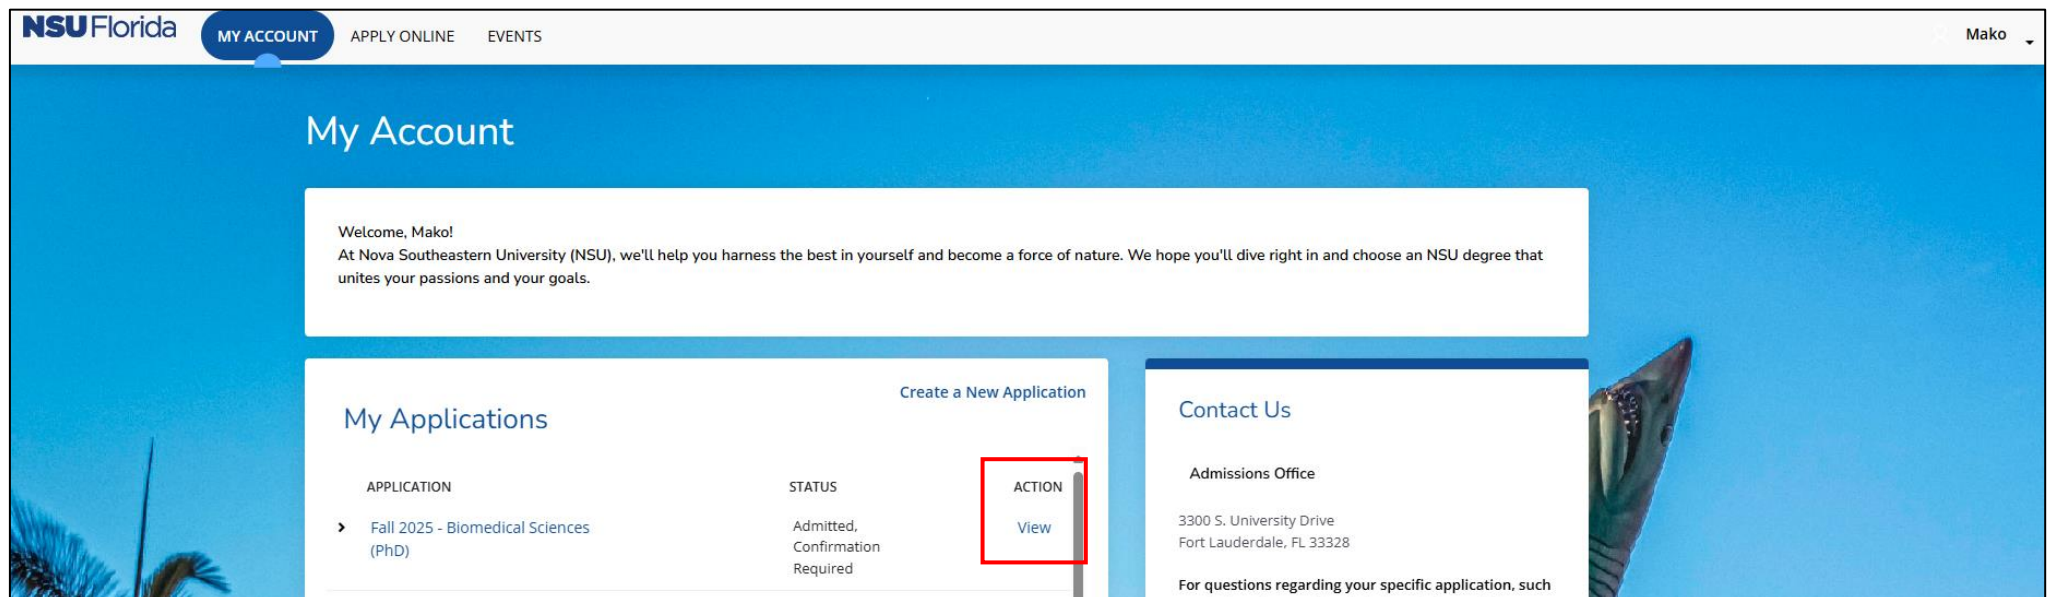 NSU Florida
MY ACCOUNT
APPLY ONLINE
EVENTS
Mako
My Account
Welcome, Mako!
At Nova Southeastern University (NSU), we'll help you harness the best in yourself and become a force of nature. We hope you'll dive right in and choose an NSU degree that
unites your passions and your goals.
Create a New Application
My Applications
APPLICATION
STATUS
ACTION
Fall 2025 - Biomedical Sciences
(PhD)
Admitted,
Confirmation
Required
View
Contact Us
Admissions Office
3300 S. University Drive
Fort Lauderdale, FL 33328
For questions regarding your specific application, such